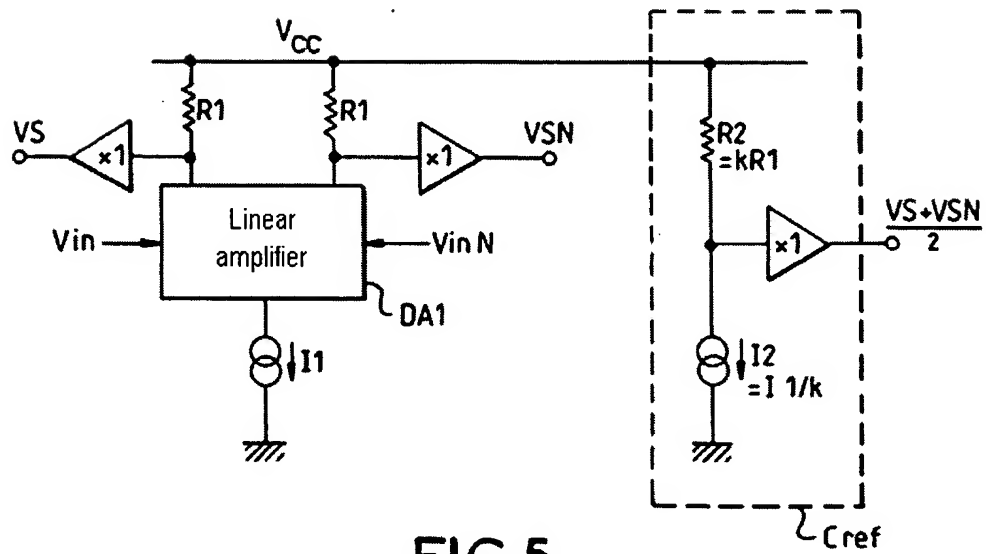 VCC
R1
R1
VS
×1
×1
VSN
R2
=kR1
Vin
Linear
amplifier
Vin N
×1
VS+VSN
2
DA1
I1
I2
=I 1/k
Cref
FIG.5